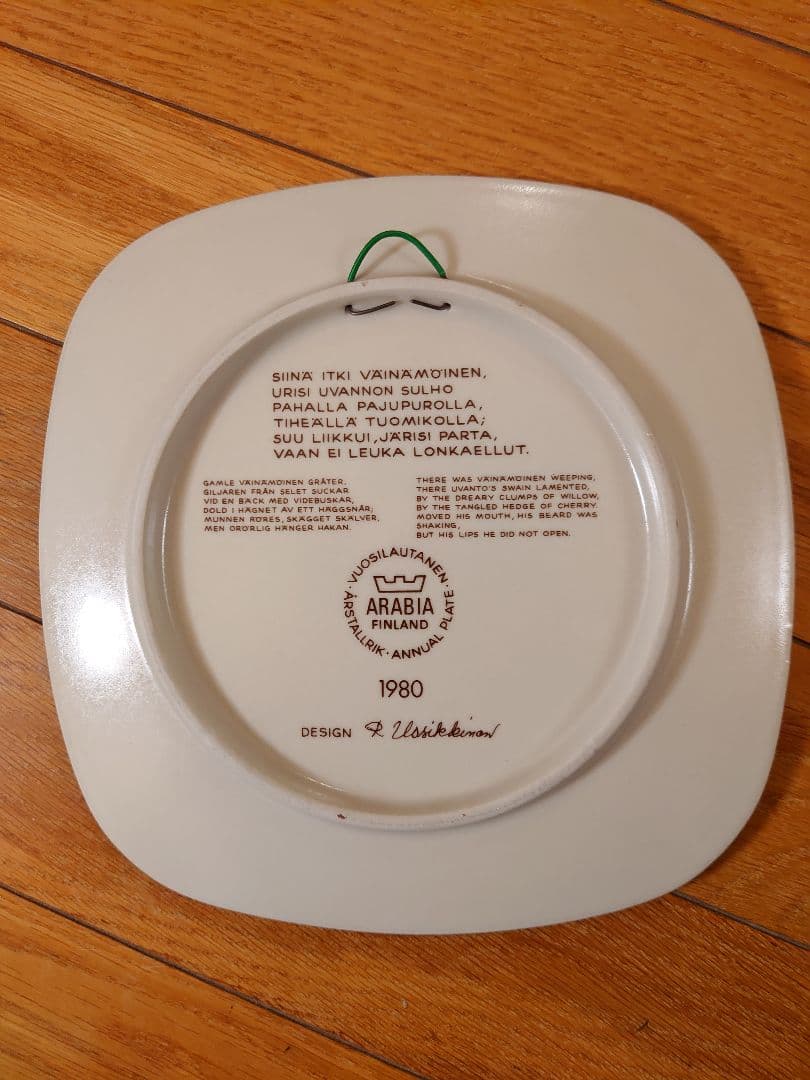 SIINÄ ITKI VÄINÄMÖINEN,
URISI UVANNON SULHO
PAHALLA PAJUPUROLLA,
TIHEÄLLÄ TUOMIKOLLA;
SUU LIIKKUI, JÄRISI PARTA,
VAAN EI LEUKA LONKAELLUT.
GAMLE VÄINÄMÖINEN GRÅTER,
GILJAREN FRÅN SELET SUCKAR
VID EN BÄCK MED VIDEBUSKAR,
DOLD I HÄGNET AV ETT HÄGGSNÅR;
MUNNEN RÖRES, SKÄGGET SKÄLVER,
MEN ORÖRLIG HÄNGER HAKAN.
THERE WAS VÄINÄMÖINEN WEEPING,
THERE UVANTO'S SWAIN LAMENTED,
BY THE DREARY CLUMPS OF WILLOW,
BY THE TANGLED HEDGE OF CHERRY.
MOVED HIS MOUTH, HIS BEARD WAS
SHAKING,
BUT HIS LIPS HE DID NOT OPEN.
· VUOSILAUTANEN · ÅRSTALLRIK · ANNUAL PLATE
ARABIA
FINLAND
1980
DESIGN R. Uosikkinen